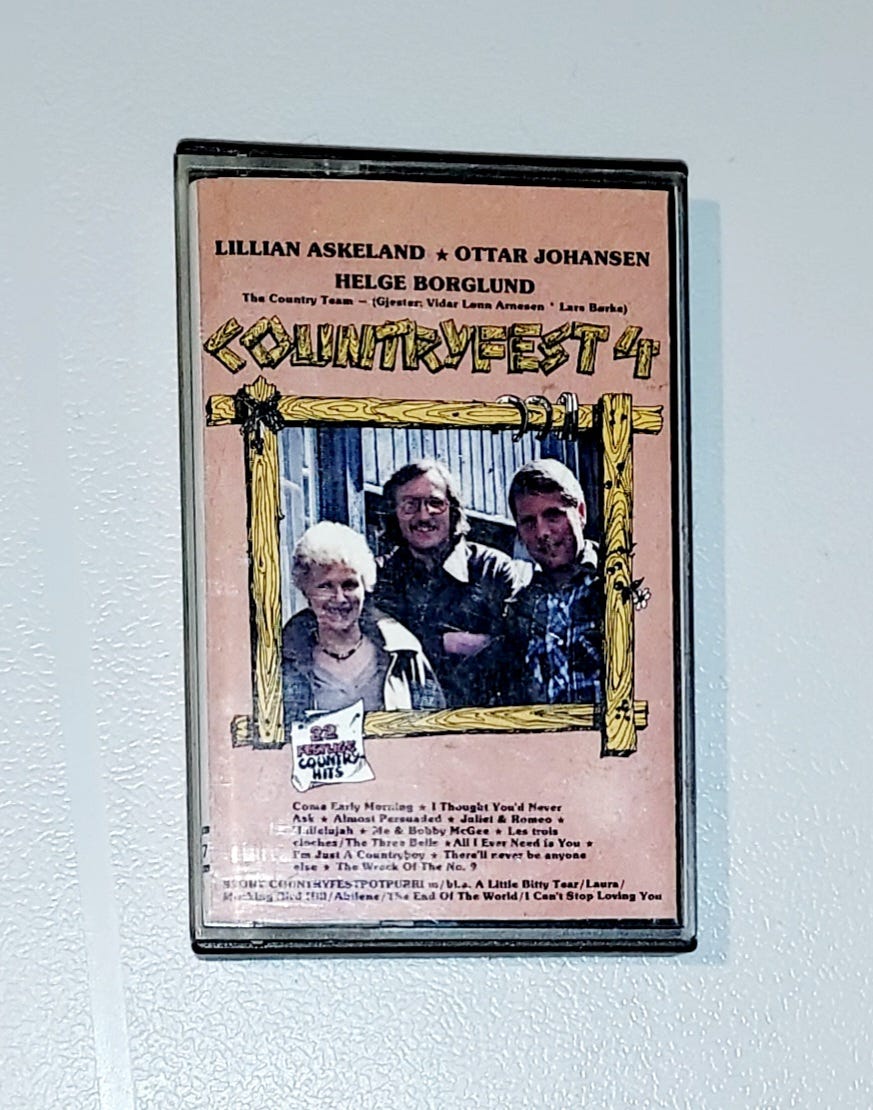 LILLIAN ASKELAND ★ OTTAR JOHANSEN
HELGE BORGLUND
The Country Team – (Gjester: Vidar Lønn Arnesen * Lars Børke)
COUNTRYFEST 4
22
FESTLIGE
COUNTRY
HITS
Come Early Morning ★ I Thought You'd Never
Ask ★ Almost Persuaded ★ Juliet & Romeo ★
Hallelujah ★ Me & Bobby McGee ★ Les trois
cloches/The Three Bells ★ All I Ever Need is You ★
I'm Just A Countryboy ★ There'll never be anyone
else ★ The Wreck Of The No. 9
STORT COUNTRYFESTPOTPURRI m/bl.a. A Little Bitty Tear/Laura/
Mocking Bird Hill/Abilene/The End Of The World/I Can't Stop Loving You